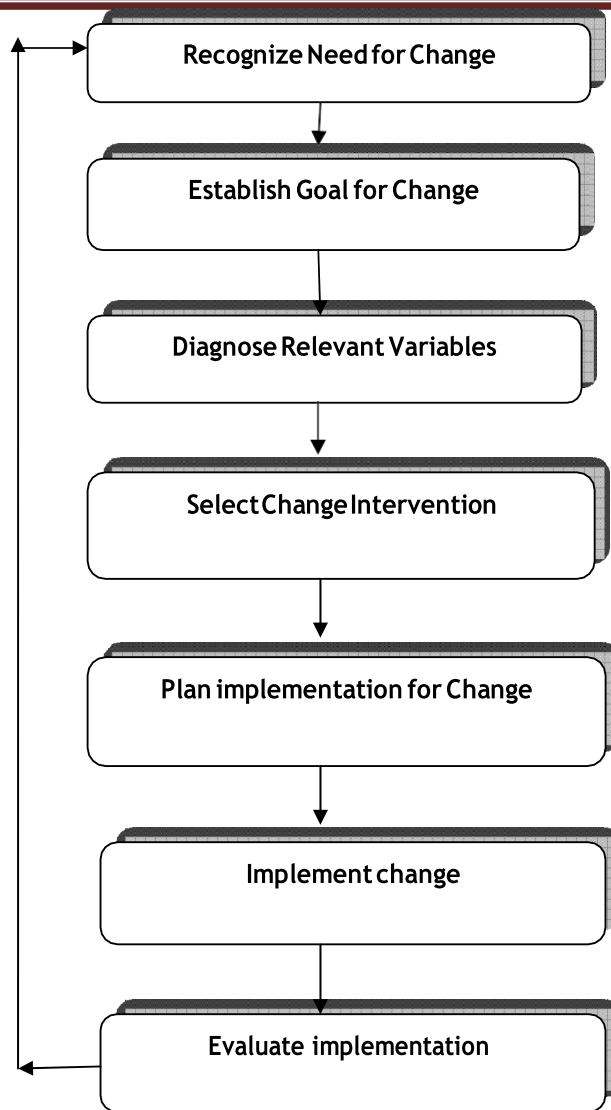 Recognize Need for Change
Establish Goal for Change
Diagnose Relevant Variables
Select Change Intervention
Plan implementation for Change
Implement change
Evaluate implementation